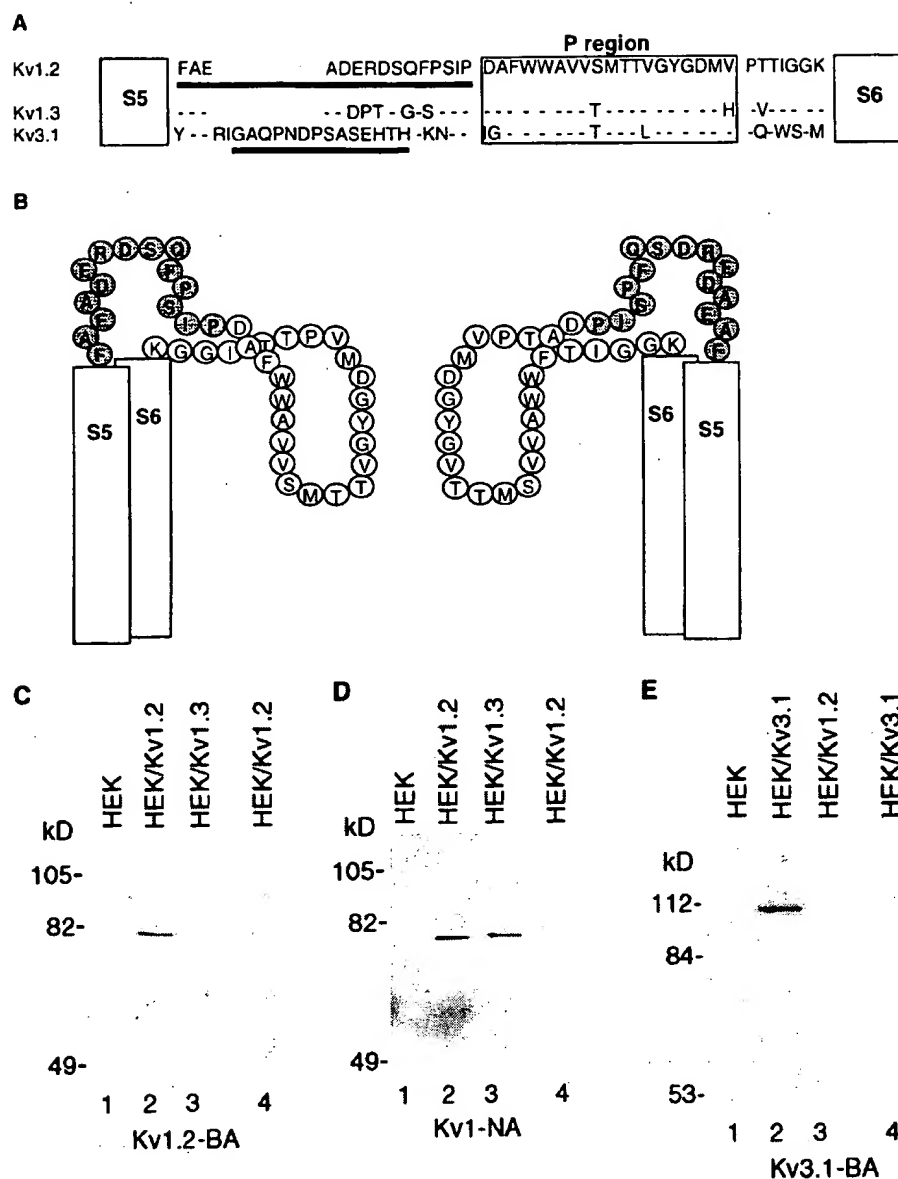 A
P region
Kv1.2 FAE ADERDSQFPSIP DAFWWAVVSMTTVGYGDMV PTTIGGK
S5 S6
Kv1.3 --- --DPT-G-S--- ----------T--------H -V-----
Kv3.1 Y--RIGAQPNDPSASEHTH-KN-- IG--------T---L------- -Q-WS-M
B
R D S Q
E F
D P
A S
E I P D
A T T P V
F K G G I A F M
W D
W G
A Y
V G
V V
S M T T
S5 S6
Q S D R
F E
P D
S A
V P T A D P I E
M A
D F T I G G K F
G W
Y W
G A
V V
T V
T M S
S6 S5
C D E
HEK HEK/Kv1.2 HEK/Kv1.3 HEK/Kv1.2
kD
105-
82-
49-
1 2 3 4
Kv1.2-BA
HEK HEK/Kv1.2 HEK/Kv1.3 HEK/Kv1.2
kD
105-
82-
49-
1 2 3 4
Kv1-NA
HEK HEK/Kv3.1 HEK/Kv1.2 HEK/Kv3.1
kD
112-
84-
53-
1 2 3 4
Kv3.1-BA